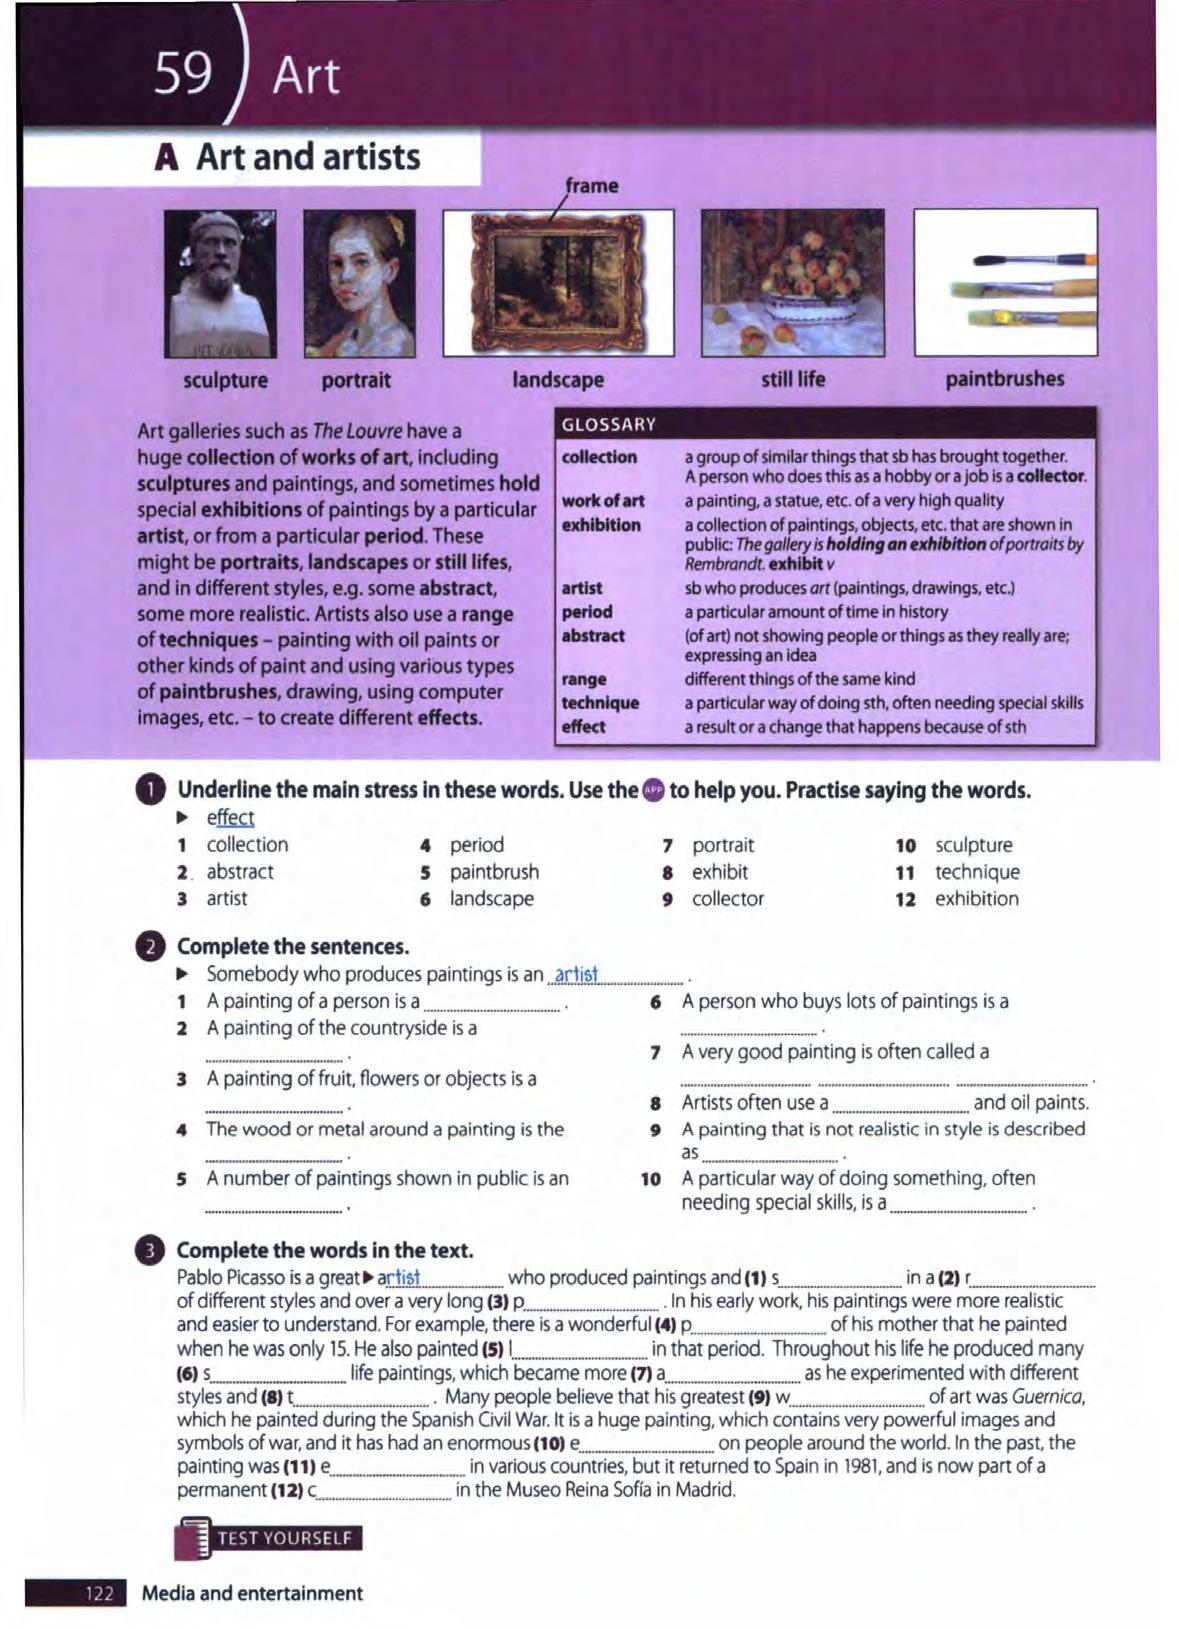 59 Art
A Art and artists
frame
PITAGORA
sculpture portrait landscape still life paintbrushes
Art galleries such as The Louvre have a
huge collection of works of art, including
sculptures and paintings, and sometimes hold
special exhibitions of paintings by a particular
artist, or from a particular period. These
might be portraits, landscapes or still lifes,
and in different styles, e.g. some abstract,
some more realistic. Artists also use a range
of techniques – painting with oil paints or
other kinds of paint and using various types
of paintbrushes, drawing, using computer
images, etc. – to create different effects.
GLOSSARY
collection a group of similar things that sb has brought together.
A person who does this as a hobby or a job is a collector.
work of art a painting, a statue, etc. of a very high quality
exhibition a collection of paintings, objects, etc. that are shown in
public: The gallery is holding an exhibition of portraits by
Rembrandt. exhibit v
artist sb who produces art (paintings, drawings, etc.)
period a particular amount of time in history
abstract (of art) not showing people or things as they really are;
expressing an idea
range different things of the same kind
technique a particular way of doing sth, often needing special skills
effect a result or a change that happens because of sth
1 Underline the main stress in these words. Use the APP to help you. Practise saying the words.
► effect
1 collection 4 period 7 portrait 10 sculpture
2 abstract 5 paintbrush 8 exhibit 11 technique
3 artist 6 landscape 9 collector 12 exhibition
2 Complete the sentences.
► Somebody who produces paintings is an artist .
1 A painting of a person is a .
2 A painting of the countryside is a
.
3 A painting of fruit, flowers or objects is a
.
4 The wood or metal around a painting is the
.
5 A number of paintings shown in public is an
.
6 A person who buys lots of paintings is a
.
7 A very good painting is often called a
.
8 Artists often use a and oil paints.
9 A painting that is not realistic in style is described
as .
10 A particular way of doing something, often
needing special skills, is a .
3 Complete the words in the text.
Pablo Picasso is a great ► artist who produced paintings and (1) s in a (2) r
of different styles and over a very long (3) p . In his early work, his paintings were more realistic
and easier to understand. For example, there is a wonderful (4) p of his mother that he painted
when he was only 15. He also painted (5) l in that period. Throughout his life he produced many
(6) s life paintings, which became more (7) a as he experimented with different
styles and (8) t . Many people believe that his greatest (9) w of art was Guernica,
which he painted during the Spanish Civil War. It is a huge painting, which contains very powerful images and
symbols of war, and it has had an enormous (10) e on people around the world. In the past, the
painting was (11) e in various countries, but it returned to Spain in 1981, and is now part of a
permanent (12) c in the Museo Reina Sofía in Madrid.
TEST YOURSELF
122 Media and entertainment